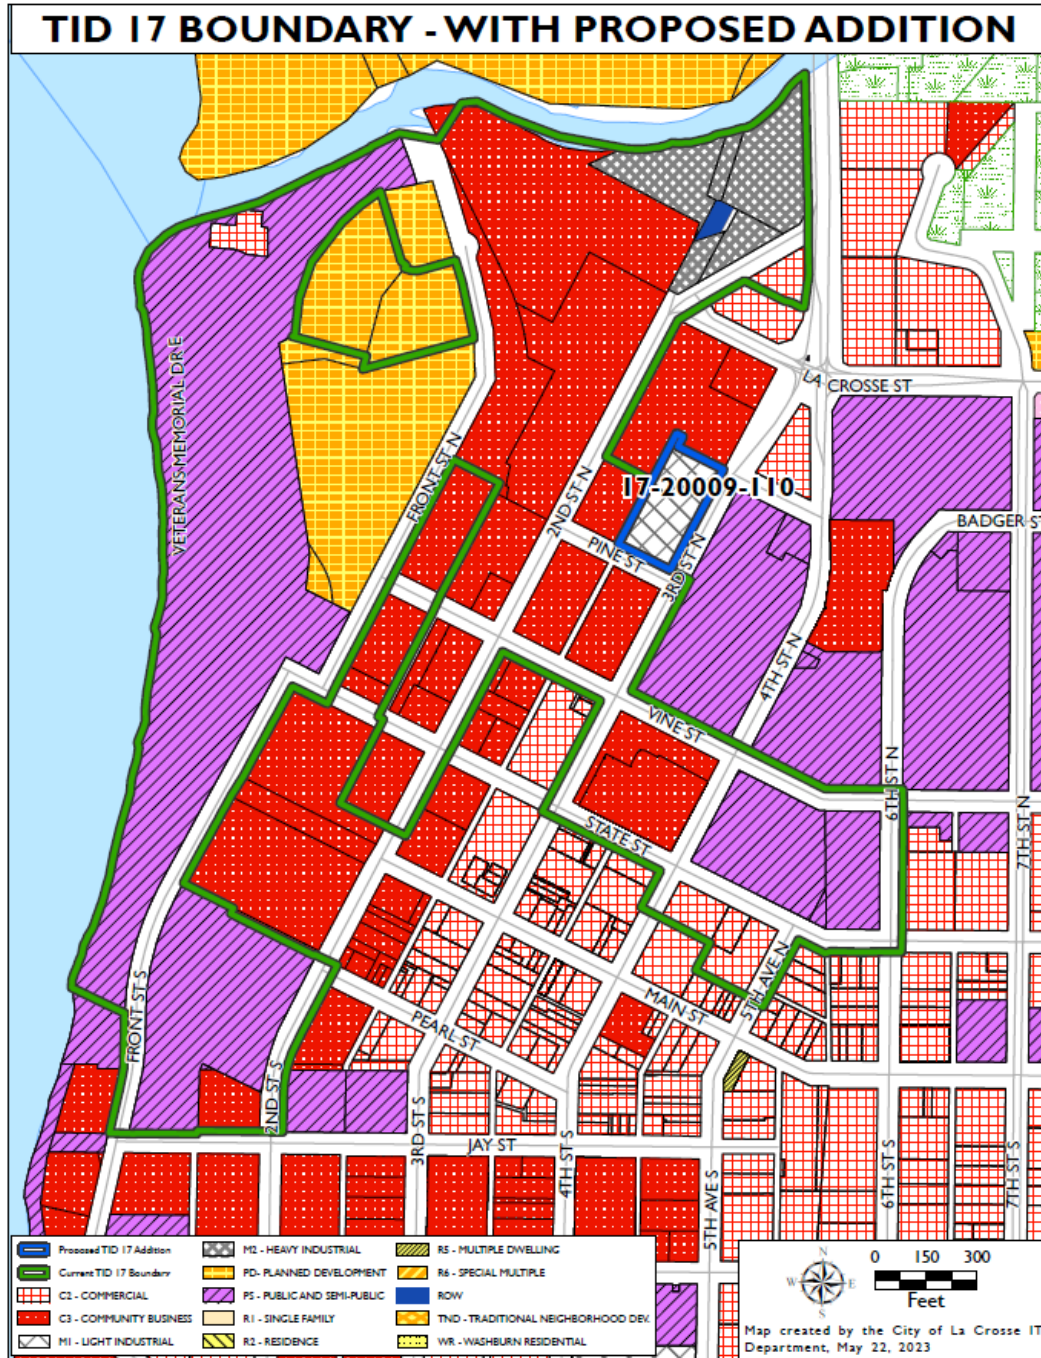 TID 17 BOUNDARY - WITH PROPOSED ADDITION
VETERANS MEMORIAL DR E
LA CROSSE ST
FRONT ST N
2ND ST N
17-20009-110
PINE ST
3RD ST N
BADGER ST
4TH ST N
VINE ST
6TH ST N
7TH ST N
STATE ST
5TH AVE N
MAIN ST
FRONT ST S
PEARL ST
2ND ST S
3RD ST S
JAY ST
4TH ST S
5TH AVE S
6TH ST S
7TH ST S
Proposed TID 17 Addition
Current TID 17 Boundary
C2 - COMMERCIAL
C3 - COMMUNITY BUSINESS
M1 - LIGHT INDUSTRIAL
M2 - HEAVY INDUSTRIAL
PD- PLANNED DEVELOPMENT
PS - PUBLIC AND SEMI-PUBLIC
R1 - SINGLE FAMILY
R2 - RESIDENCE
R5 - MULTIPLE DWELLING
R6 - SPECIAL MULTIPLE
ROW
TND - TRADITIONAL NEIGHBORHOOD DEV.
WR - WASHBURN RESIDENTIAL
N
W E
S
0 150 300
Feet
Map created by the City of La Crosse IT
Department, May 22, 2023